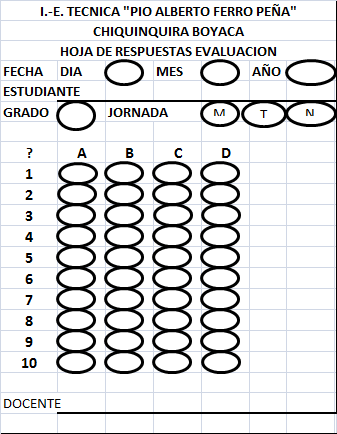 I.-E. TECNICA "PIO ALBERTO FERRO PEÑA"
CHIQUINQUIRA BOYACA
HOJA DE RESPUESTAS EVALUACION
FECHA DIA MES AÑO
ESTUDIANTE
GRADO JORNADA M T N
? A B C D
1
2
3
4
5
6
7
8
9
10
DOCENTE